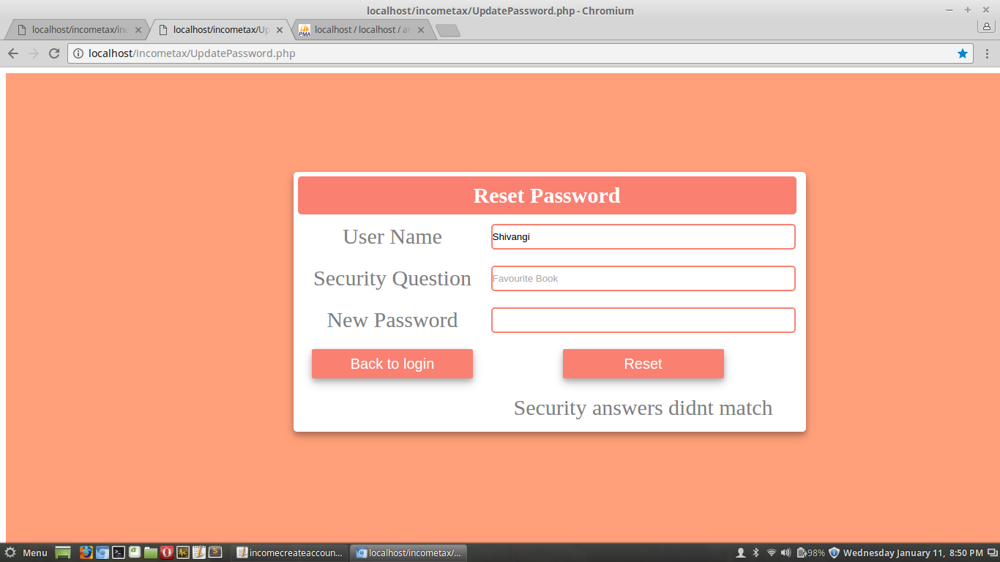 localhost/incometax/UpdatePassword.php - Chromium
localhost/incometax/in
localhost/incometax/Up
PMA localhost / localhost / a
localhost/incometax/UpdatePassword.php
Reset Password
User Name
Shivangi
Security Question
Favourite Book
New Password
Back to login
Reset
Security answers didnt match
Menu
incomecreateaccoun...
localhost/incometax/...
98%
Wednesday January 11, 8:50 PM